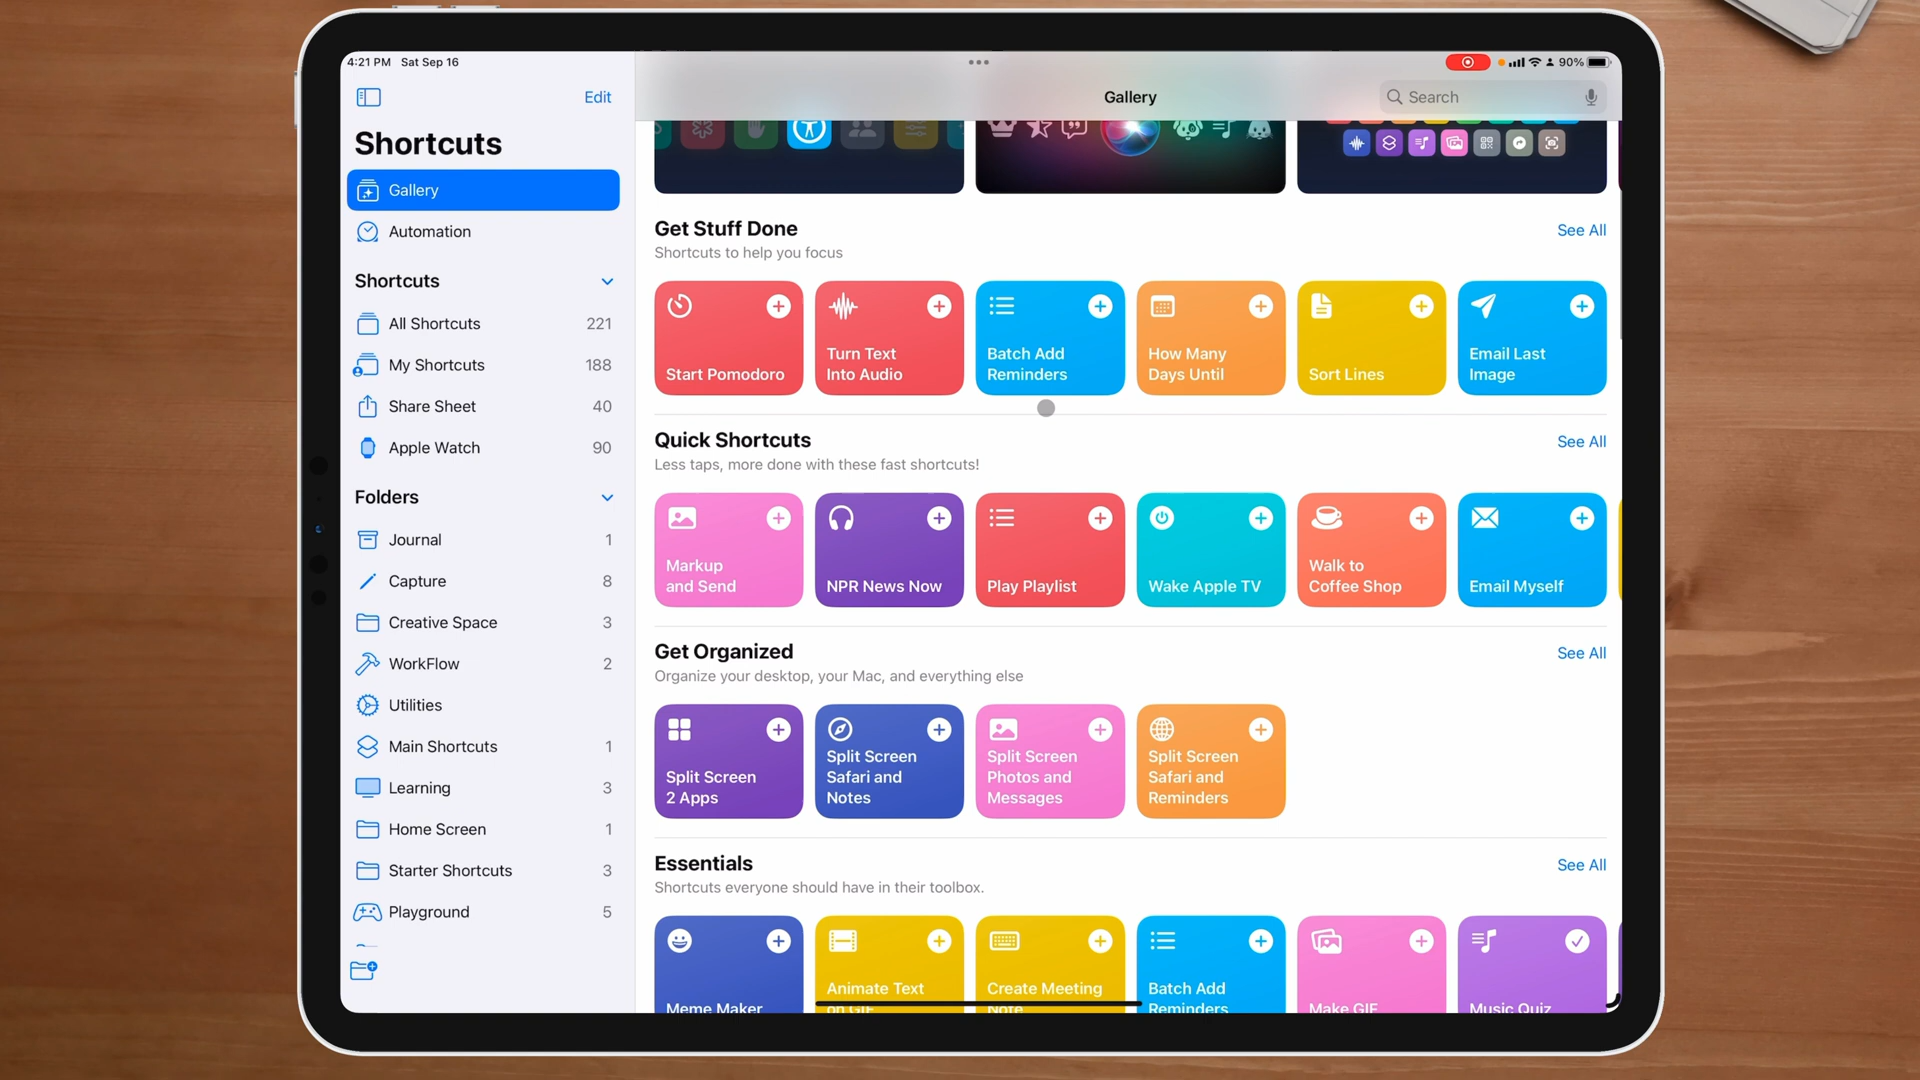 4:21 PM Sat Sep 16
90%
Edit
Gallery
Search
Shortcuts
Gallery
Automation
Shortcuts
All Shortcuts 221
My Shortcuts 188
Share Sheet 40
Apple Watch 90
Folders
Journal 1
Capture 8
Creative Space 3
WorkFlow 2
Utilities
Main Shortcuts 1
Learning 3
Home Screen 1
Starter Shortcuts 3
Playground 5
Get Stuff Done
See All
Shortcuts to help you focus
Start Pomodoro
Turn Text
Into Audio
Batch Add
Reminders
How Many
Days Until
Sort Lines
Email Last
Image
Quick Shortcuts
See All
Less taps, more done with these fast shortcuts!
Markup
and Send
NPR News Now
Play Playlist
Wake Apple TV
Walk to
Coffee Shop
Email Myself
Get Organized
See All
Organize your desktop, your Mac, and everything else
Split Screen
2 Apps
Split Screen
Safari and
Notes
Split Screen
Photos and
Messages
Split Screen
Safari and
Reminders
Essentials
See All
Shortcuts everyone should have in their toolbox.
Meme Maker
Animate Text
on GIF
Create Meeting
Note
Batch Add
Reminders
Make GIF
Music Quiz